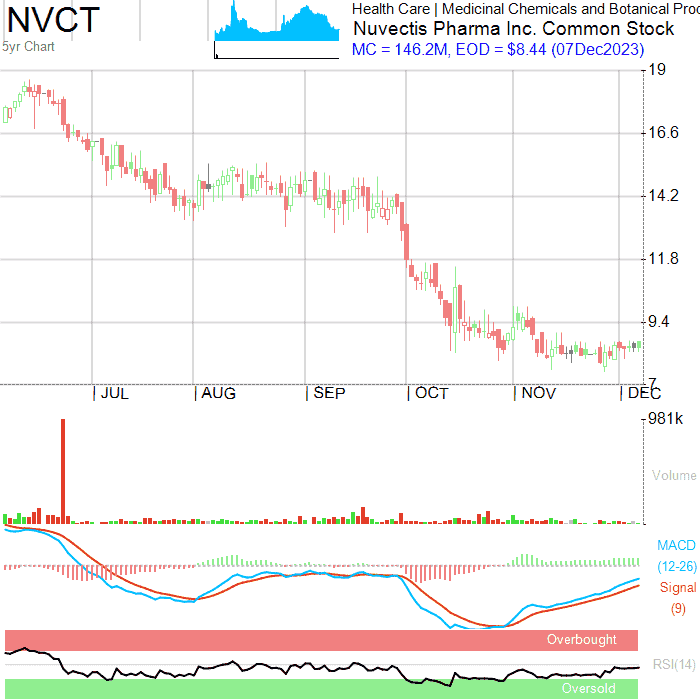 NVCT
5yr Chart
Health Care | Medicinal Chemicals and Botanical Proc
Nuvectis Pharma Inc. Common Stock
MC = 146.2M, EOD = $8.44 (07Dec2023)
19
16.6
14.2
11.8
9.4
7
| JUL | AUG | SEP | OCT | NOV | DEC
981k
Volume
MACD
(12-26)
Signal
(9)
Overbought
RSI(14)
Oversold